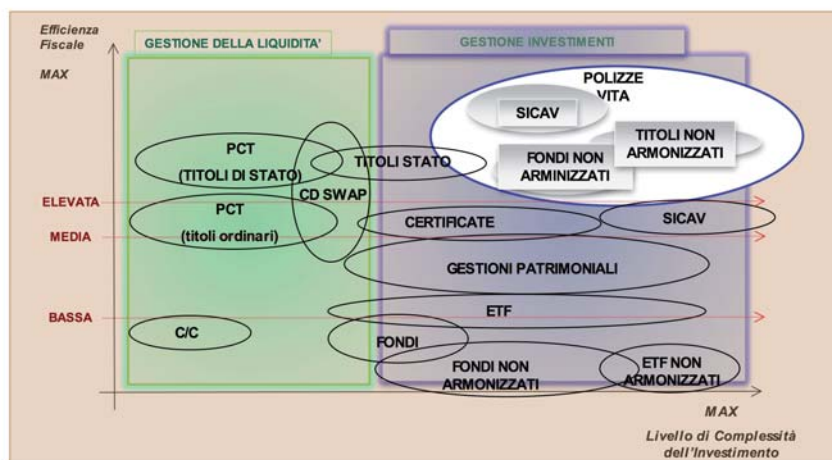 Efficienza
Fiscale
MAX
GESTIONE DELLA LIQUIDITA'
GESTIONE INVESTIMENTI
POLIZZE
VITA
SICAV
TITOLI NON
ARMONIZZATI
FONDI NON
ARMINIZZATI
PCT
(TITOLI DI STATO)
TITOLI STATO
CD SWAP
ELEVATA
PCT
(titoli ordinari)
CERTIFICATE
SICAV
MEDIA
GESTIONI PATRIMONIALI
ETF
BASSA
C/C
FONDI
FONDI NON
ARMONIZZATI
ETF NON
ARMONIZZATI
MAX
Livello di Complessità
dell'Investimento